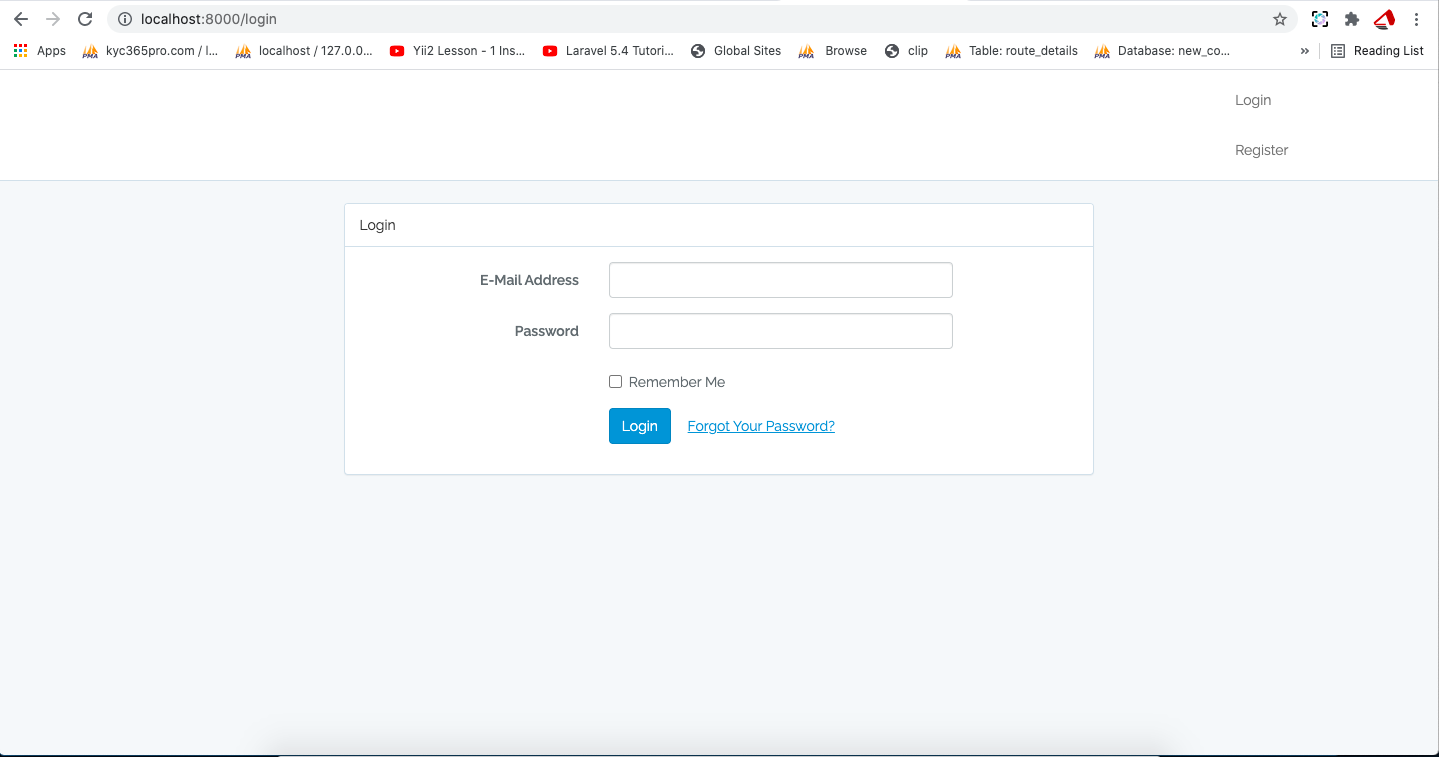 localhost:8000/login
Apps kyc365pro.com / l... localhost / 127.0.0... Yii2 Lesson - 1 Ins... Laravel 5.4 Tutori... Global Sites Browse clip Table: route_details Database: new_co... » Reading List
Login
Register
Login
E-Mail Address
Password
Remember Me
Login Forgot Your Password?